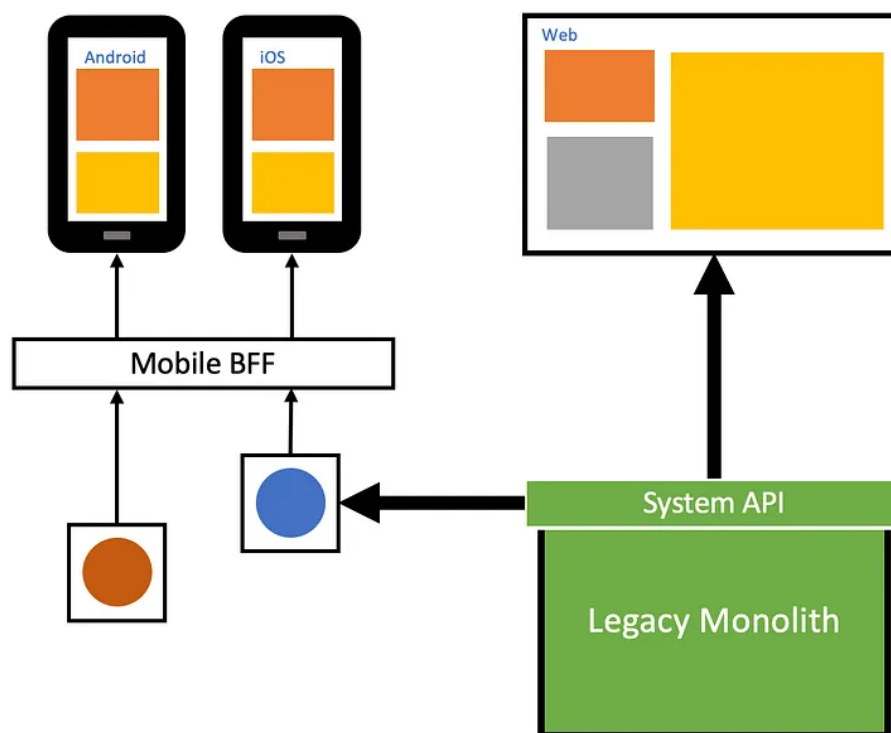 Android
iOS
Web
Mobile BFF
System API
Legacy Monolith